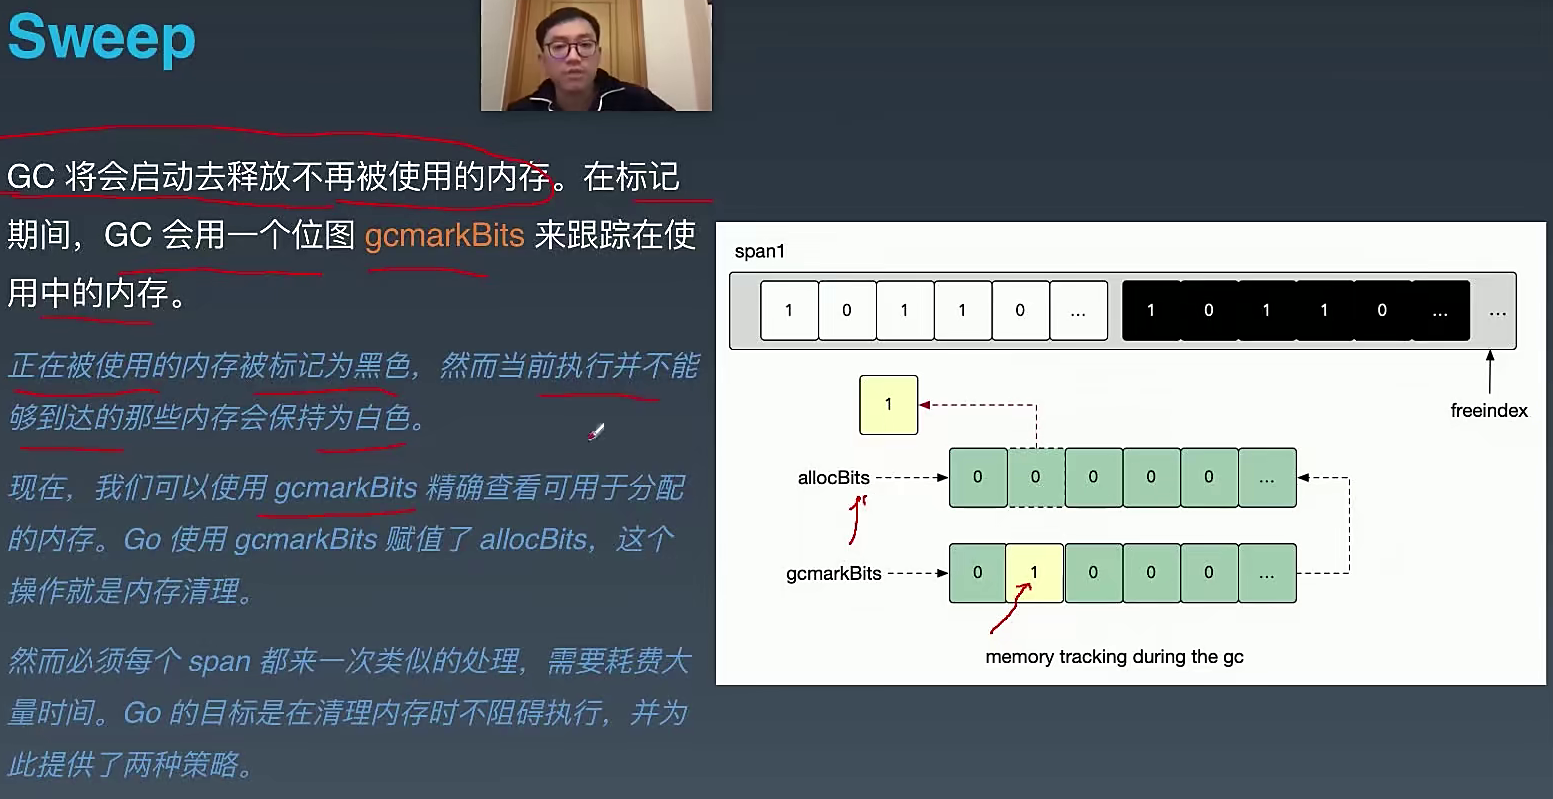 Sweep
GC 将会启动去释放不再被使用的内存。在标记
期间，GC 会用一个位图 gcmarkBits 来跟踪在使
用中的内存。
正在被使用的内存被标记为黑色，然而当前执行并不能
够到达的那些内存会保持为白色。
现在，我们可以使用 gcmarkBits 精确查看可用于分配
的内存。Go 使用 gcmarkBits 赋值了 allocBits，这个
操作就是内存清理。
然而必须每个 span 都来一次类似的处理，需要耗费大
量时间。Go 的目标是在清理内存时不阻碍执行，并为
此提供了两种策略。
span1
1 0 1 1 0 ... 1 0 1 1 0 ... ...
freeindex
1
allocBits 0 0 0 0 0 ...
gcmarkBits 0 1 0 0 0 ...
memory tracking during the gc